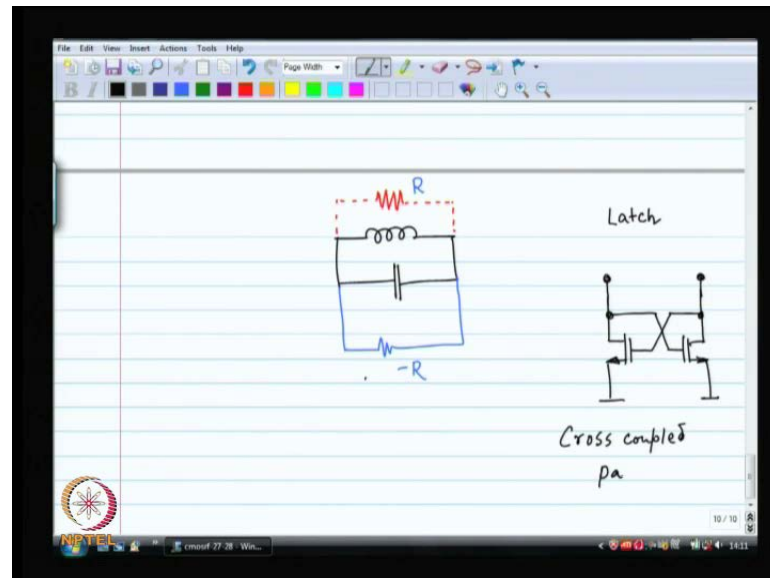 File Edit View Insert Actions Tools Help
Page Width
B I
R
Latch
-R
Cross coupled
pa
10 / 10
NPTEL
cmosrf-27-28 - Win...
14:11